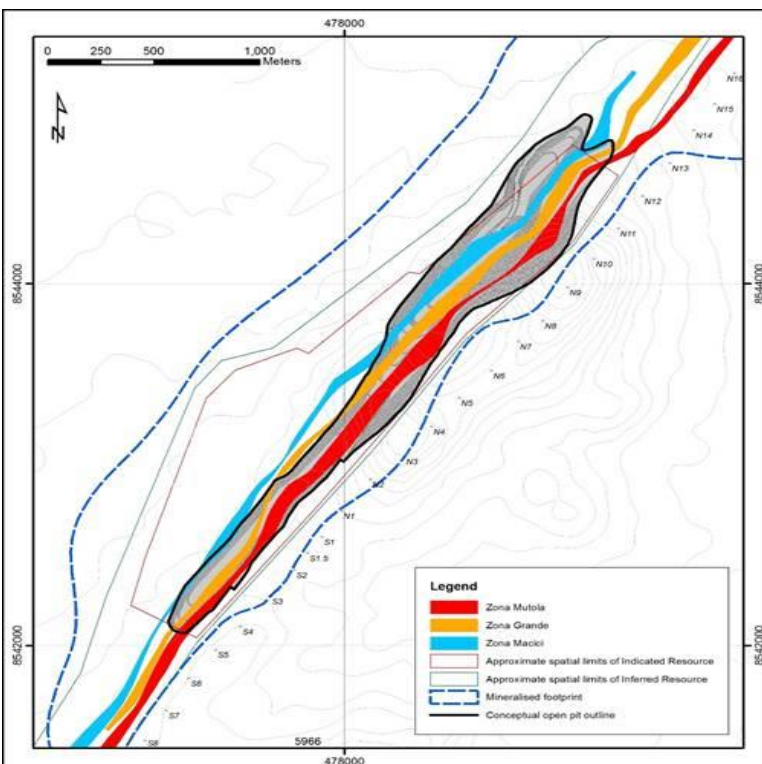 478000
0 250 500 1,000
Meters
N
N16
N15
N14
N13
N12
N11
N10
8544000
8544000
N9
N8
N7
N6
N5
N4
N3
N2
N1
S1
S1.5
S2
S3
S4
8542000
8542000
S5
S6
S7
S8
5966
478000
Legend
Zona Mutola
Zona Grande
Zona Macici
Approximate spatial limits of Indicated Resource
Approximate spatial limits of Inferred Resource
Mineralised footprint
Conceptual open pit outline